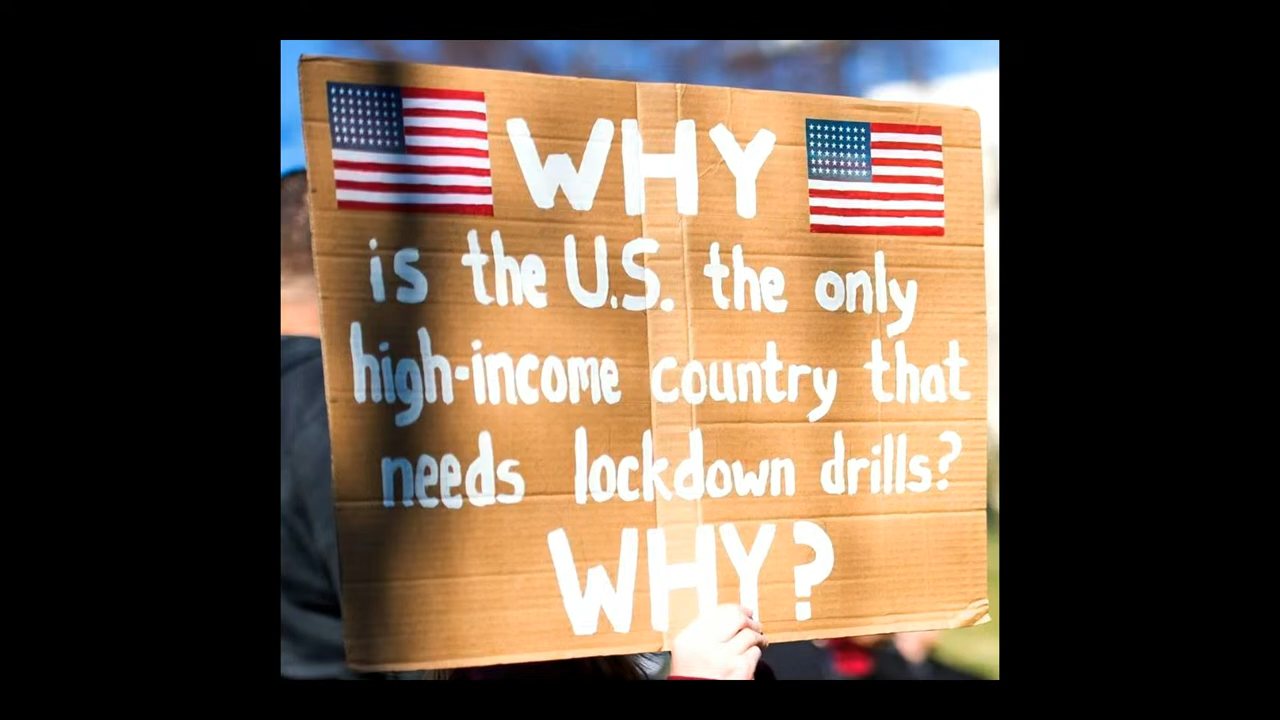 WHY
is the U.S. the only
high-income country that
needs lockdown drills?
WHY?